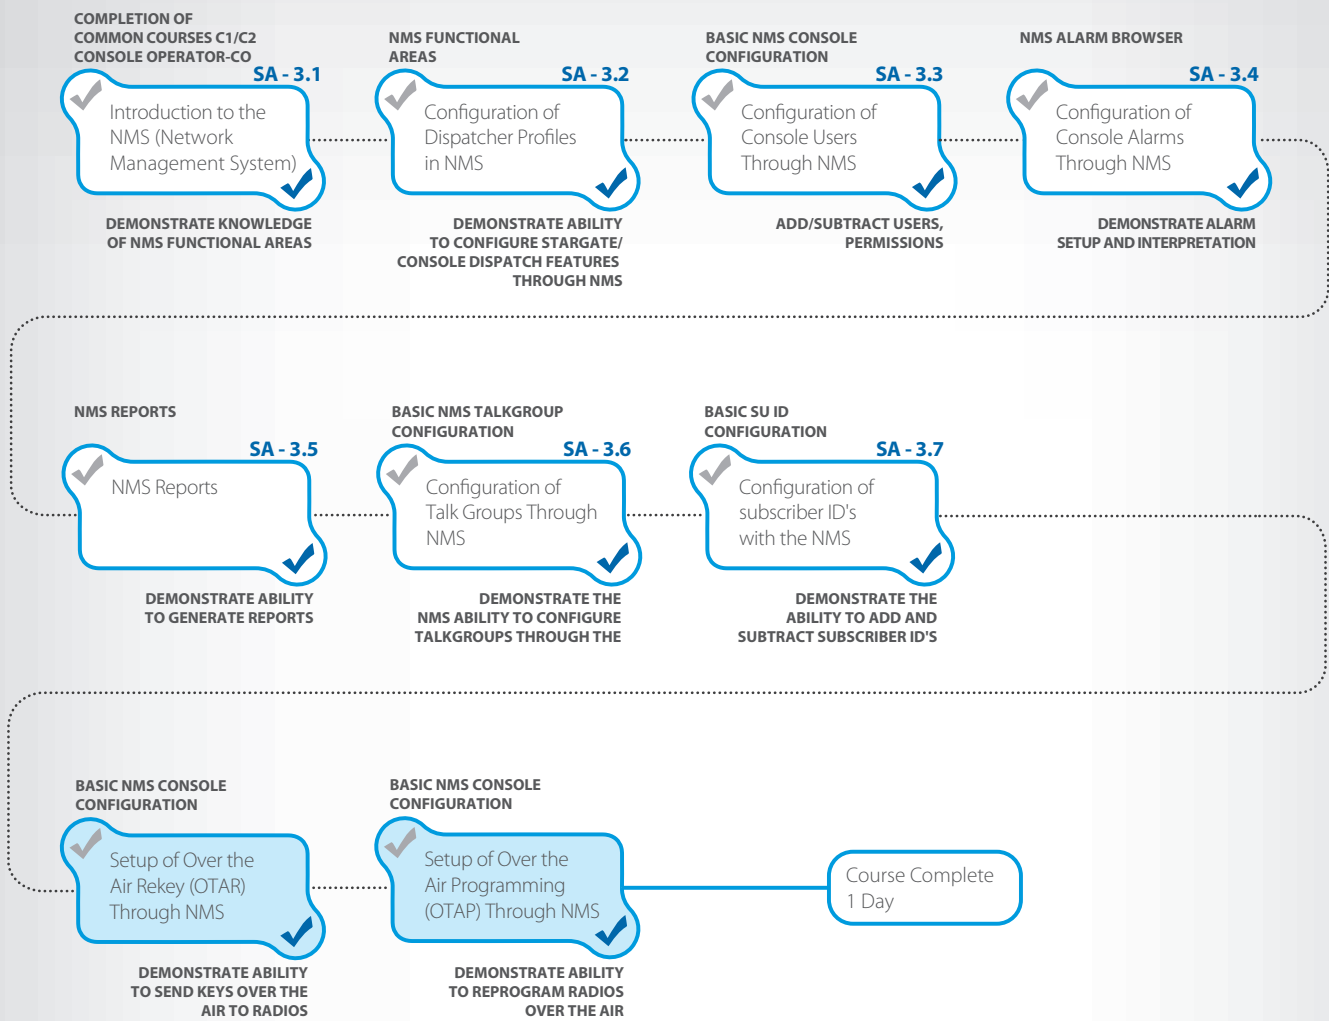 COMPLETION OF
COMMON COURSES C1/C2
CONSOLE OPERATOR-CO
SA - 3.1
Introduction to the
NMS (Network
Management System)
DEMONSTRATE KNOWLEDGE
OF NMS FUNCTIONAL AREAS
NMS FUNCTIONAL
AREAS
SA - 3.2
Configuration of
Dispatcher Profiles
in NMS
DEMONSTRATE ABILITY
TO CONFIGURE STARGATE/
CONSOLE DISPATCH FEATURES
THROUGH NMS
BASIC NMS CONSOLE
CONFIGURATION
SA - 3.3
Configuration of
Console Users
Through NMS
ADD/SUBTRACT USERS,
PERMISSIONS
NMS ALARM BROWSER
SA - 3.4
Configuration of
Console Alarms
Through NMS
DEMONSTRATE ALARM
SETUP AND INTERPRETATION
NMS REPORTS
SA - 3.5
NMS Reports
DEMONSTRATE ABILITY
TO GENERATE REPORTS
BASIC NMS TALKGROUP
CONFIGURATION
SA - 3.6
Configuration of
Talk Groups Through
NMS
DEMONSTRATE THE
NMS ABILITY TO CONFIGURE
TALKGROUPS THROUGH THE
BASIC SU ID
CONFIGURATION
SA - 3.7
Configuration of
subscriber ID's
with the NMS
DEMONSTRATE THE
ABILITY TO ADD AND
SUBTRACT SUBSCRIBER ID'S
BASIC NMS CONSOLE
CONFIGURATION
Setup of Over the
Air Rekey (OTAR)
Through NMS
DEMONSTRATE ABILITY
TO SEND KEYS OVER THE
AIR TO RADIOS
BASIC NMS CONSOLE
CONFIGURATION
Setup of Over the
Air Programming
(OTAP) Through NMS
DEMONSTRATE ABILITY
TO REPROGRAM RADIOS
OVER THE AIR
Course Complete
1 Day